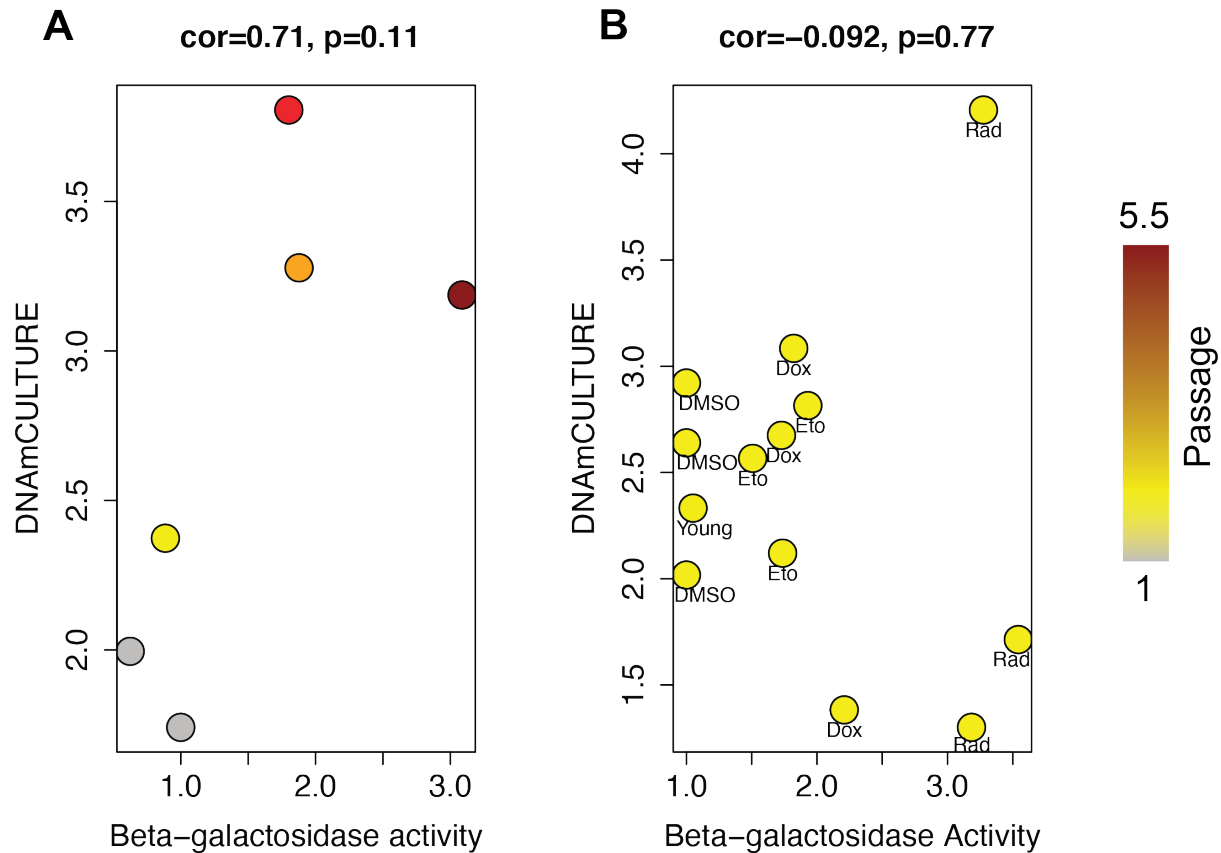 A
cor=0.71, p=0.11
DNAmCULTURE
3.5
3.0
2.5
2.0
1.0
2.0
3.0
Beta−galactosidase activity
B
cor=−0.092, p=0.77
DNAmCULTURE
4.0
3.5
3.0
2.5
2.0
1.5
Rad
Dox
DMSO
Eto
Dox
DMSO
Eto
Young
Eto
DMSO
Rad
Dox
Rad
1.0
2.0
3.0
Beta−galactosidase Activity
5.5
Passage
1